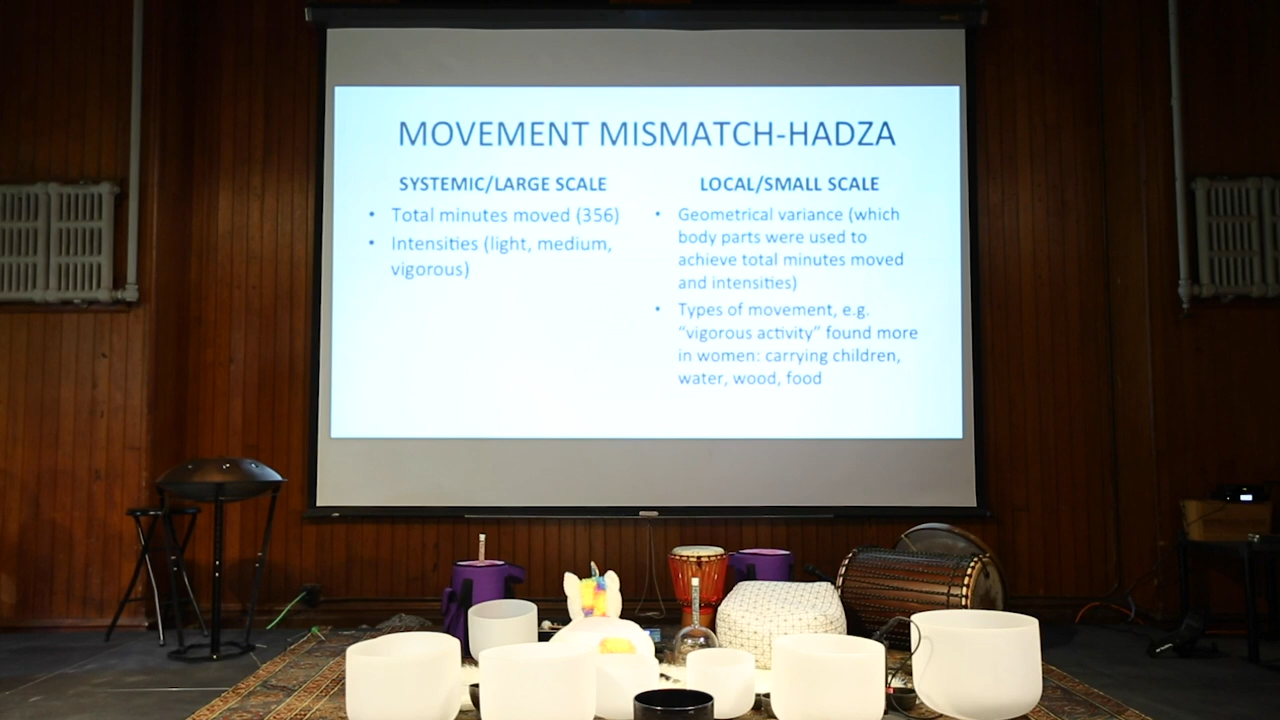 MOVEMENT MISMATCH-HADZA
SYSTEMIC/LARGE SCALE
• Total minutes moved (356)
• Intensities (light, medium,
vigorous)
LOCAL/SMALL SCALE
• Geometrical variance (which
body parts were used to
achieve total minutes moved
and intensities)
• Types of movement, e.g.
“vigorous activity” found more
in women: carrying children,
water, wood, food